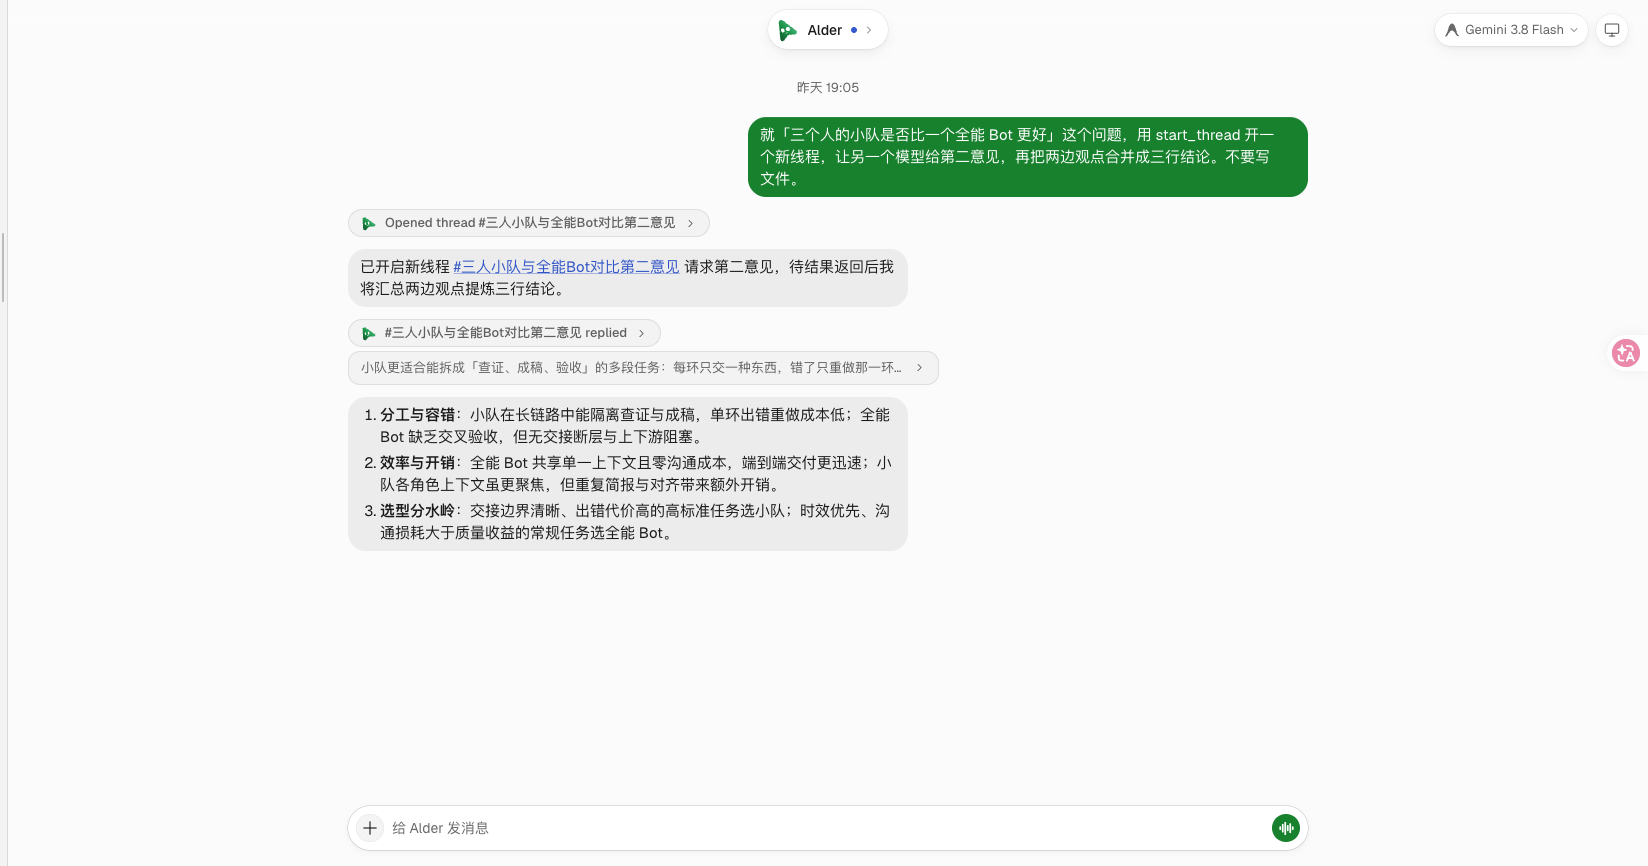 Alder
Gemini 3.8 Flash
昨天 19:05
就「三个人的小队是否比一个全能 Bot 更好」这个问题，用 start_thread 开一
个新线程，让另一个模型给第二意见，再把两边观点合并成三行结论。不要写
文件。
Opened thread #三人小队与全能Bot对比第二意见
已开启新线程 #三人小队与全能Bot对比第二意见 请求第二意见，待结果返回后我
将汇总两边观点提炼三行结论。
#三人小队与全能Bot对比第二意见 replied
小队更适合能拆成「查证、成稿、验收」的多段任务：每环只交一种东西，错了只重做那一环...
1. 分工与容错：小队在长链路中能隔离查证与成稿，单环出错重做成本低；全能
Bot 缺乏交叉验收，但无交接断层与上下游阻塞。
2. 效率与开销：全能 Bot 共享单一上下文且零沟通成本，端到端交付更迅速；小
队各角色上下文虽更聚焦，但重复简报与对齐带来额外开销。
3. 选型分水岭：交接边界清晰、出错代价高的高标准任务选小队；时效优先、沟
通损耗大于质量收益的常规任务选全能 Bot。
给 Alder 发消息